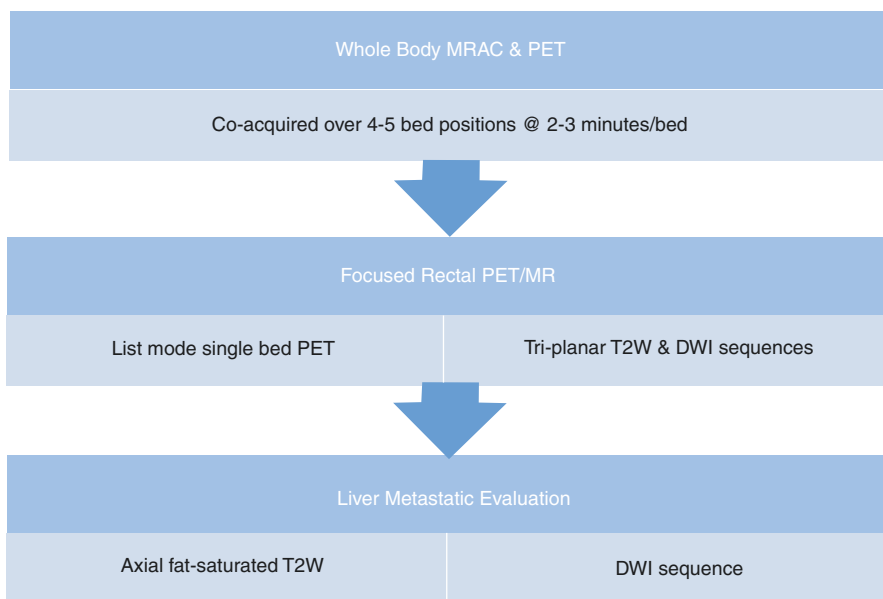 Whole Body MRAC & PET
Co-acquired over 4-5 bed positions @ 2-3 minutes/bed
Focused Rectal PET/MR
List mode single bed PET
Tri-planar T2W & DWI sequences
Liver Metastatic Evaluation
Axial fat-saturated T2W
DWI sequence